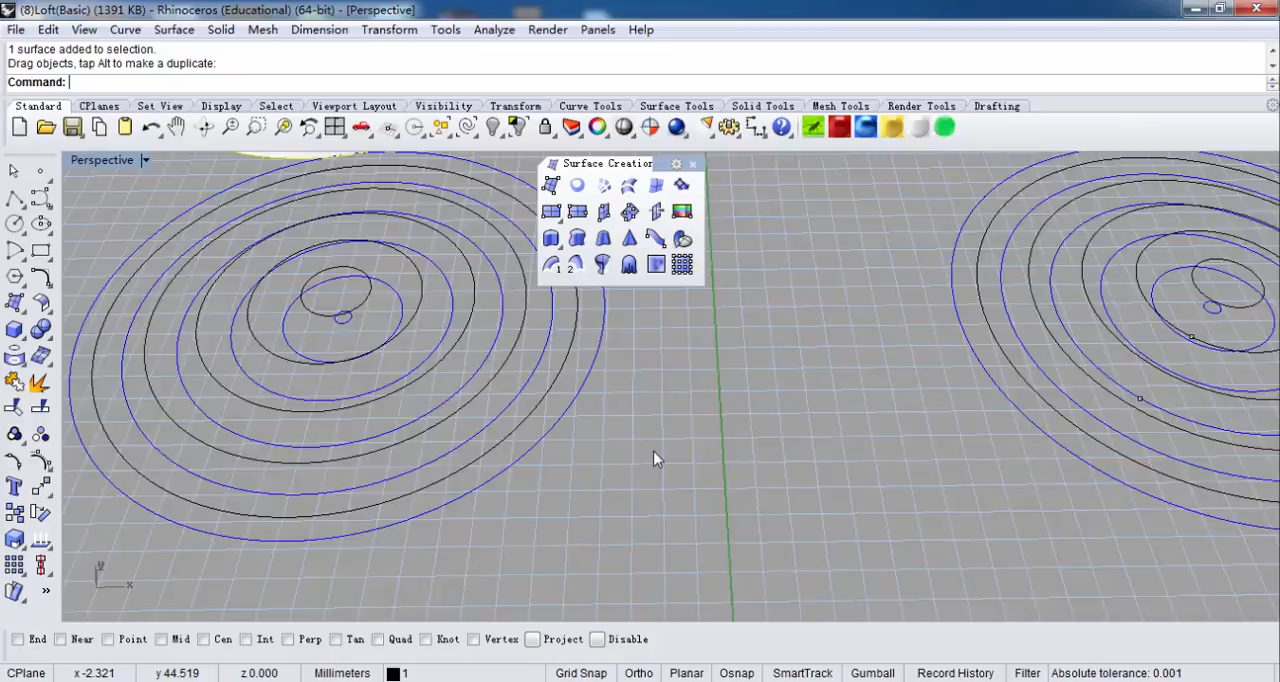 (8)Loft(Basic) (1391 KB) - Rhinoceros (Educational) (64-bit) - [Perspective]
File Edit View Curve Surface Solid Mesh Dimension Transform Tools Analyze Render Panels Help
1 surface added to selection.
Drag objects, tap Alt to make a duplicate:
Command:
Standard CPlanes Set View Display Select Viewport Layout Visibility Transform Curve Tools Surface Tools Solid Tools Mesh Tools Render Tools Drafting
Perspective
Surface Creation
1 2
y
x
End Near Point Mid Cen Int Perp Tan Quad Knot Vertex Project Disable
CPlane x -2.321 y 44.519 z 0.000 Millimeters 1 Grid Snap Ortho Planar Osnap SmartTrack Gumball Record History Filter Absolute tolerance: 0.001